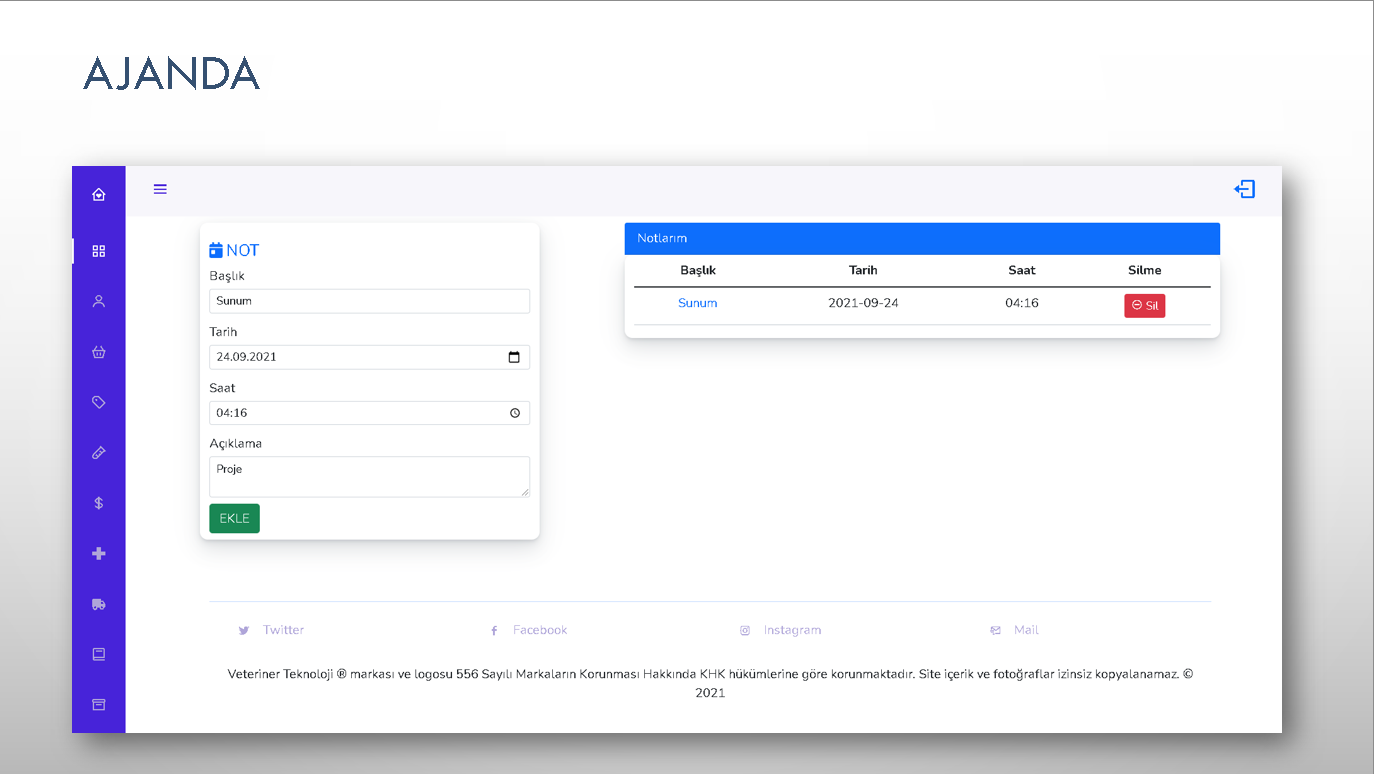 AJANDA
NOT
Başlık
Sunum
Tarih
24.09.2021
Saat
04:16
Açıklama
Proje
EKLE
Notlarım
Başlık Tarih Saat Silme
Sunum 2021-09-24 04:16 Sil
Twitter Facebook Instagram Mail
Veteriner Teknoloji ® markası ve logosu 556 Sayılı Markaların Korunması Hakkında KHK hükümlerine göre korunmaktadır. Site içerik ve fotoğraflar izinsiz kopyalanamaz. ©
2021